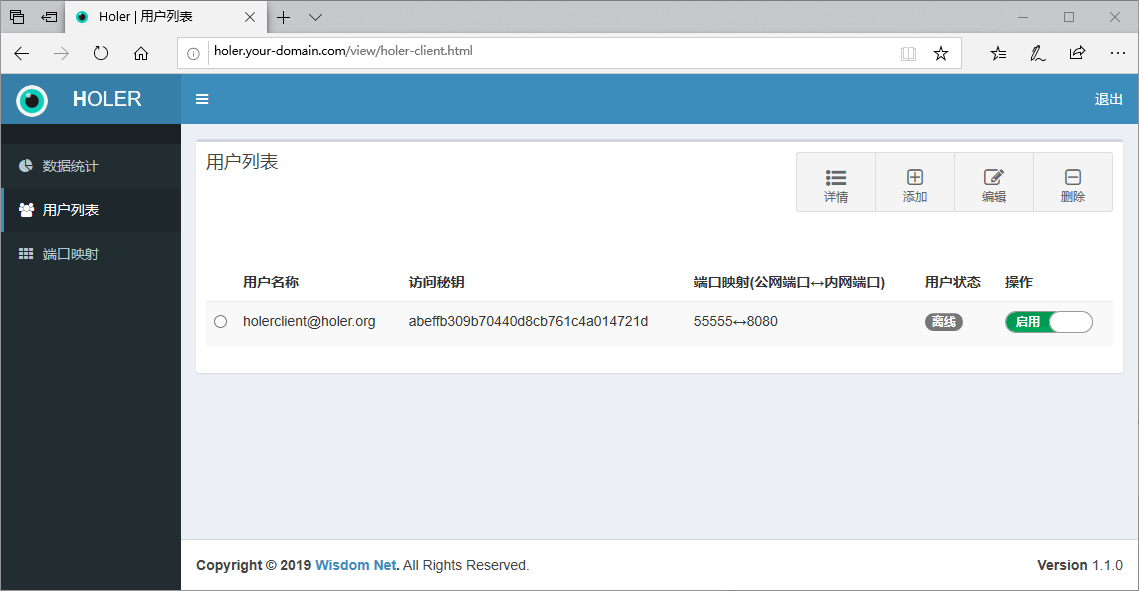 Holer | 用户列表
holer.your-domain.com/view/holer-client.html
HOLER
退出
数据统计
用户列表
端口映射
用户列表
详情 添加 编辑 删除
用户名称 访问秘钥 端口映射(公网端口↔内网端口) 用户状态 操作
holerclient@holer.org abeffb309b70440d8cb761c4a014721d 55555↔8080 离线 启用
Copyright © 2019 Wisdom Net. All Rights Reserved.
Version 1.1.0